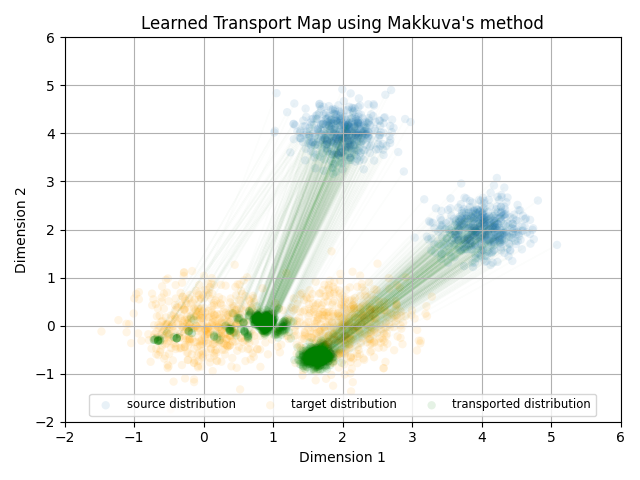 Learned Transport Map using Makkuva's method
6
5
4
3
2
1
0
−1
−2
Dimension 2
source distribution target distribution transported distribution
−2 −1 0 1 2 3 4 5 6
Dimension 1